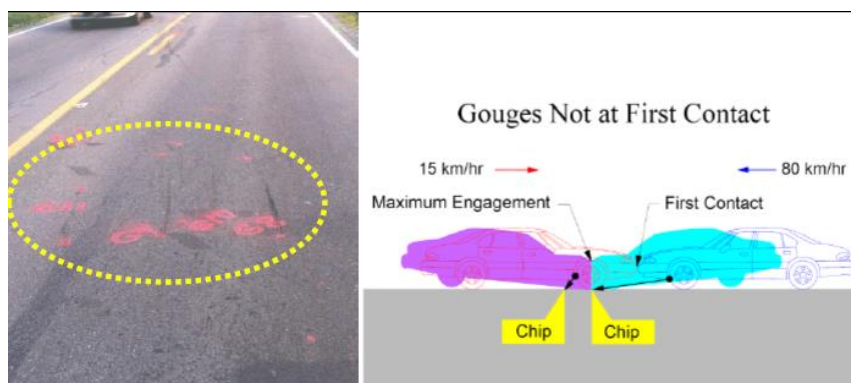 Gouges Not at First Contact
15 km/hr
80 km/hr
Maximum Engagement
First Contact
Chip
Chip